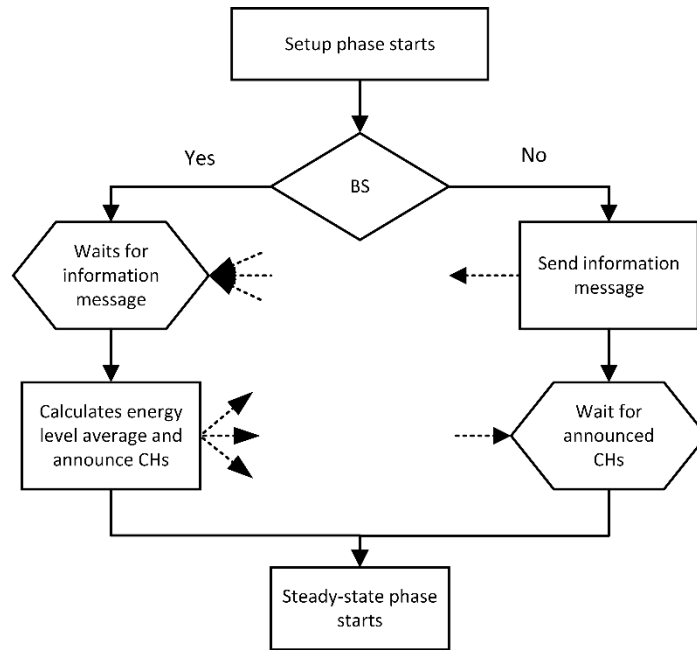 Setup phase starts
Yes
No
BS
Waits for
information
message
Send information
message
Calculates energy
level average and
announce CHs
Wait for
announced
CHs
Steady-state phase
starts